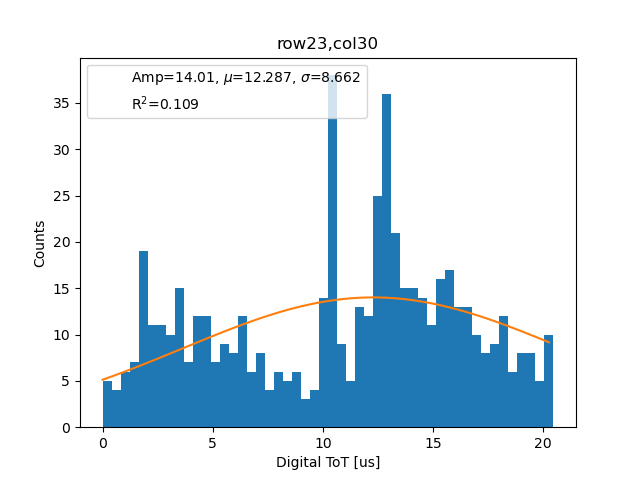 row23,col30
Amp=14.01, μ=12.287, σ=8.662
R²=0.109
35
30
25
20
15
10
5
0
Counts
0 5 10 15 20
Digital ToT [us]